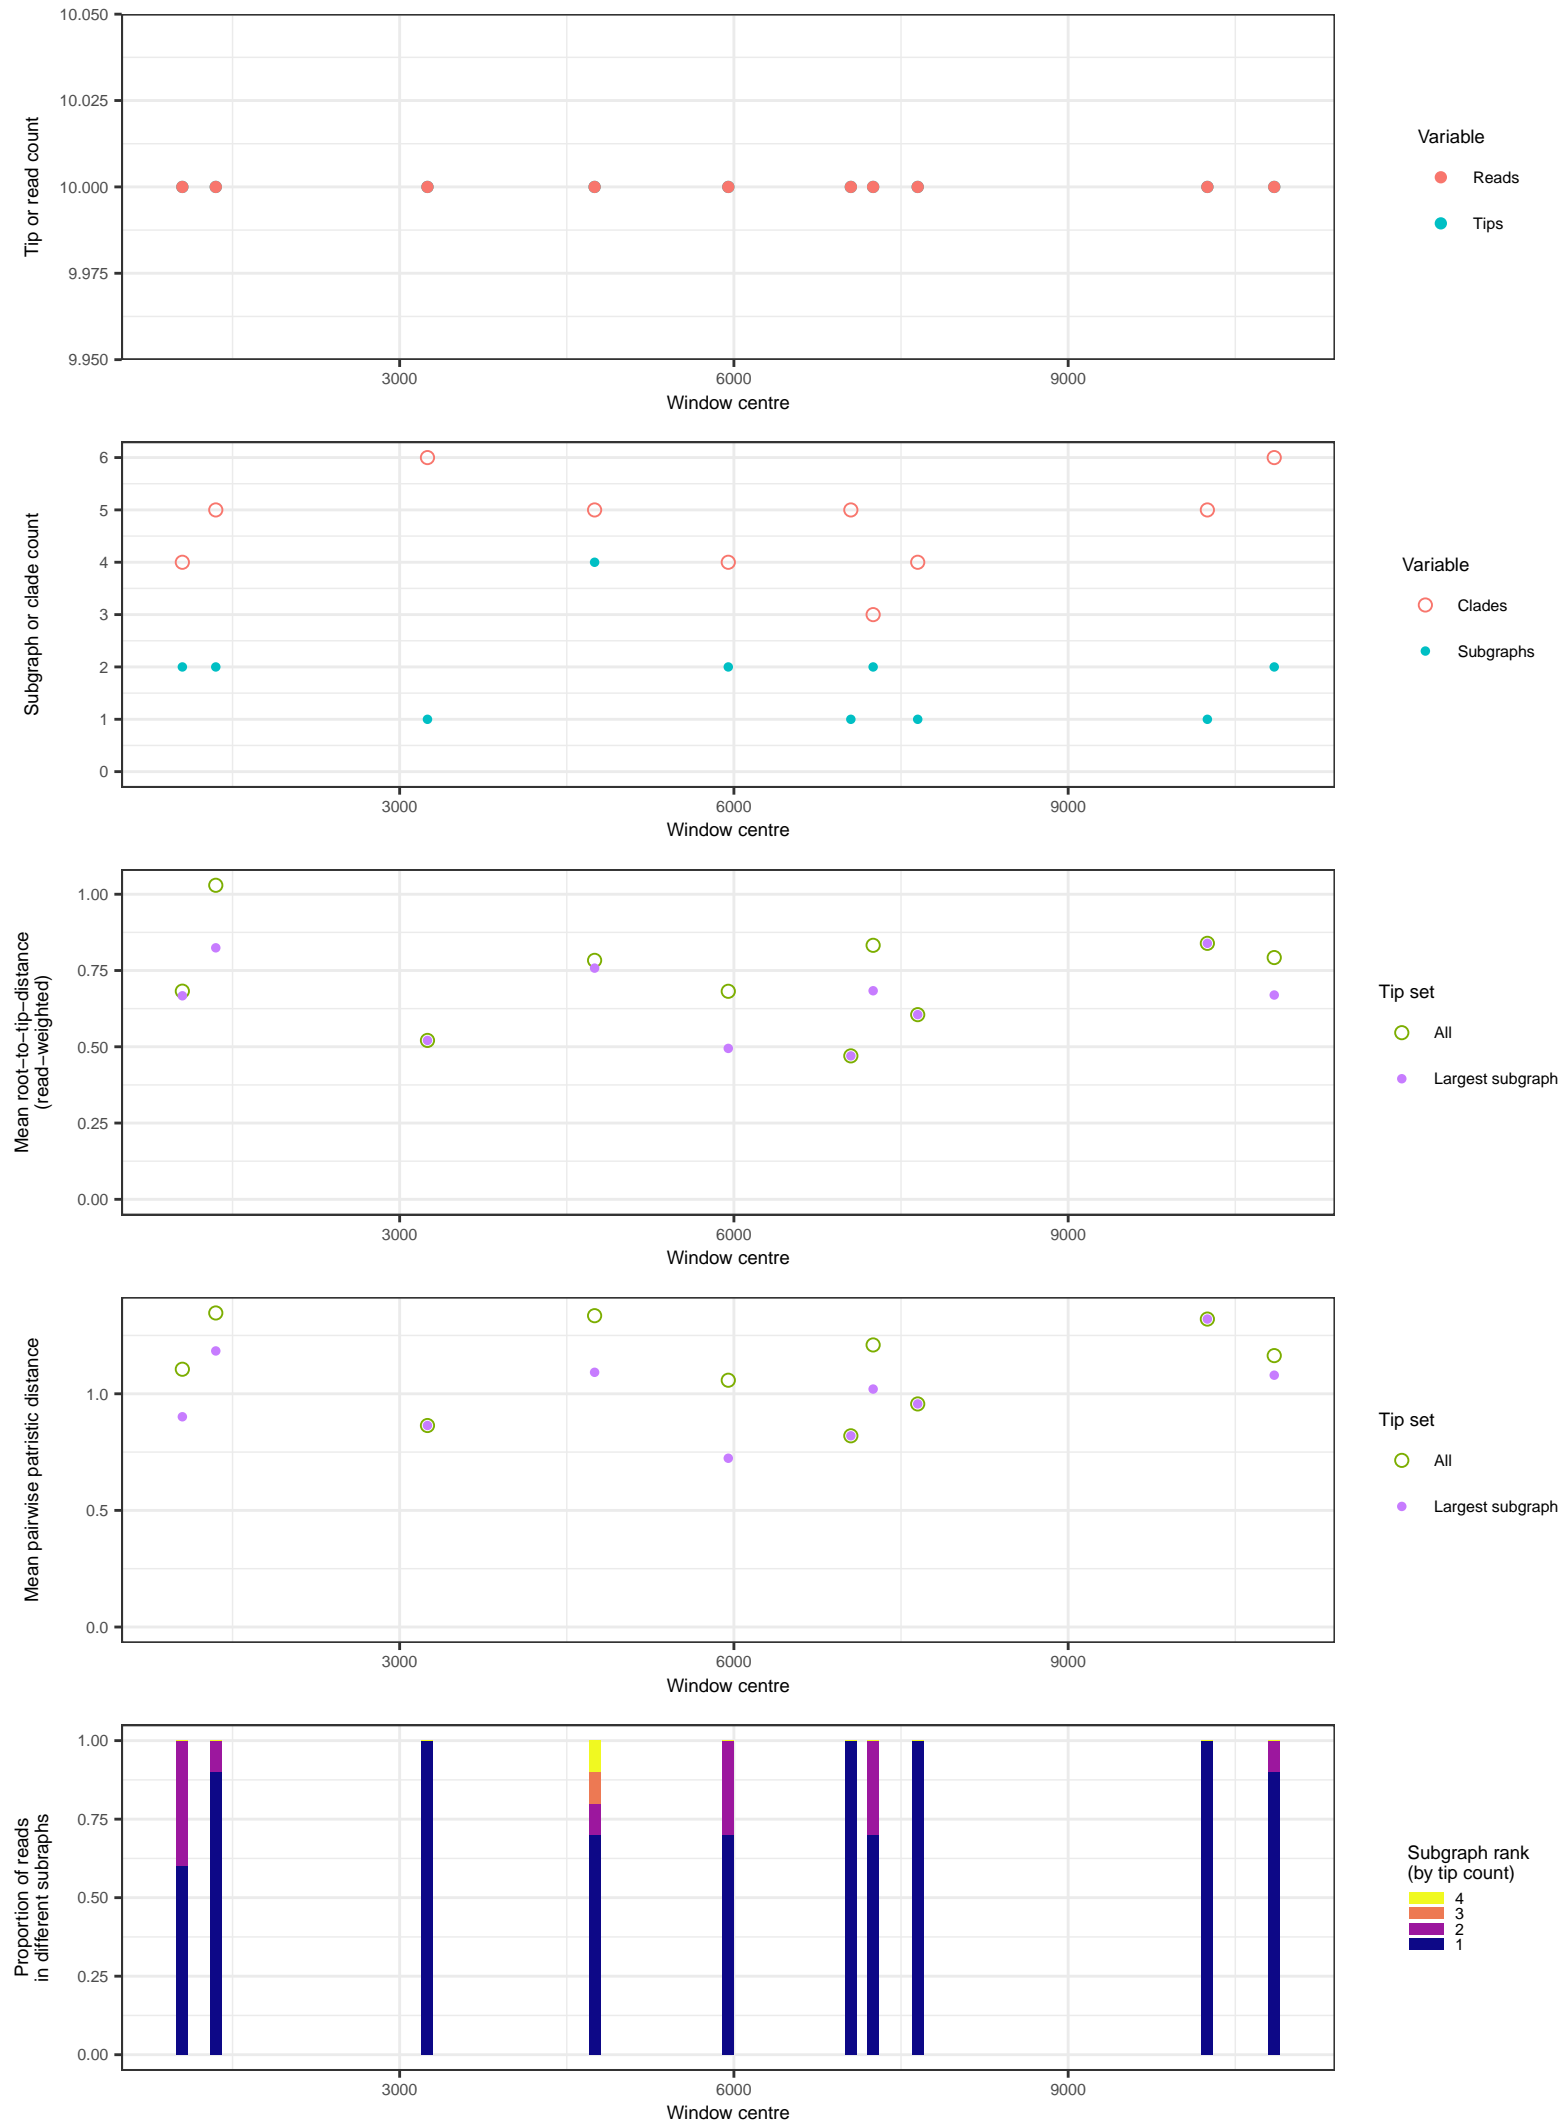 10.050
10.025
10.000
9.975
9.950
Tip or read count
3000 6000 9000
Window centre
Variable
Reads
Tips
6
5
4
3
2
1
0
Subgraph or clade count
3000 6000 9000
Window centre
Variable
Clades
Subgraphs
1.00
0.75
0.50
0.25
0.00
Mean root−to−tip−distance
(read−weighted)
3000 6000 9000
Window centre
Tip set
All
Largest subgraph
1.0
0.5
0.0
Mean pairwise patristic distance
3000 6000 9000
Window centre
Tip set
All
Largest subgraph
1.00
0.75
0.50
0.25
0.00
Proportion of reads
in different subraphs
3000 6000 9000
Window centre
Subgraph rank
(by tip count)
4
3
2
1